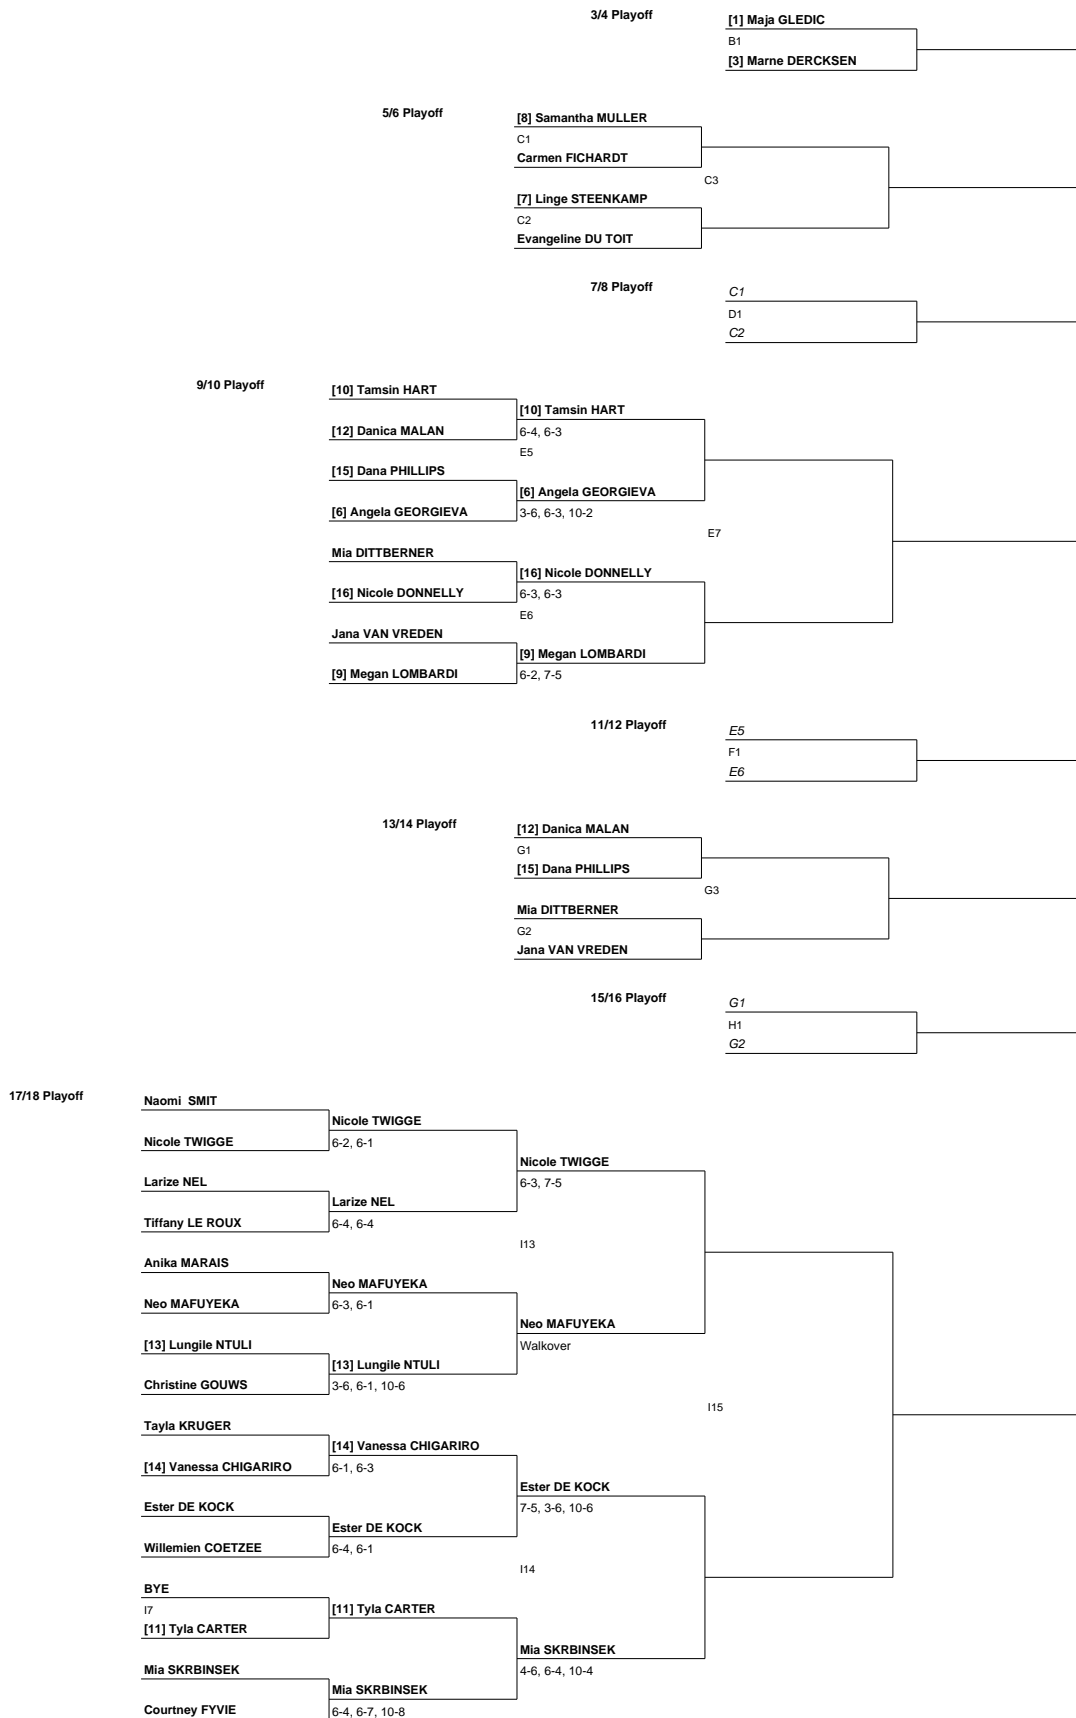 3/4 Playoff
[1] Maja GLEDIC
B1
[3] Marne DERCKSEN
5/6 Playoff
[8] Samantha MULLER
C1
Carmen FICHARDT
C3
[7] Linge STEENKAMP
C2
Evangeline DU TOIT
7/8 Playoff
C1
D1
C2
9/10 Playoff
[10] Tamsin HART
[10] Tamsin HART
[12] Danica MALAN
6-4, 6-3
E5
[15] Dana PHILLIPS
[6] Angela GEORGIEVA
[6] Angela GEORGIEVA
3-6, 6-3, 10-2
E7
Mia DITTBERNER
[16] Nicole DONNELLY
[16] Nicole DONNELLY
6-3, 6-3
E6
Jana VAN VREDEN
[9] Megan LOMBARDI
[9] Megan LOMBARDI
6-2, 7-5
11/12 Playoff
E5
F1
E6
13/14 Playoff
[12] Danica MALAN
G1
[15] Dana PHILLIPS
G3
Mia DITTBERNER
G2
Jana VAN VREDEN
15/16 Playoff
G1
H1
G2
17/18 Playoff
Naomi  SMIT
Nicole TWIGGE
Nicole TWIGGE
6-2, 6-1
Nicole TWIGGE
6-3, 7-5
Larize NEL
Larize NEL
Tiffany LE ROUX
6-4, 6-4
I13
Anika MARAIS
Neo MAFUYEKA
Neo MAFUYEKA
6-3, 6-1
Neo MAFUYEKA
Walkover
[13] Lungile NTULI
[13] Lungile NTULI
Christine GOUWS
3-6, 6-1, 10-6
I15
Tayla KRUGER
[14] Vanessa CHIGARIRO
[14] Vanessa CHIGARIRO
6-1, 6-3
Ester DE KOCK
7-5, 3-6, 10-6
Ester DE KOCK
Ester DE KOCK
Willemien COETZEE
6-4, 6-1
I14
BYE
I7
[11] Tyla CARTER
[11] Tyla CARTER
Mia SKRBINSEK
4-6, 6-4, 10-4
Mia SKRBINSEK
Mia SKRBINSEK
Courtney FYVIE
6-4, 6-7, 10-8